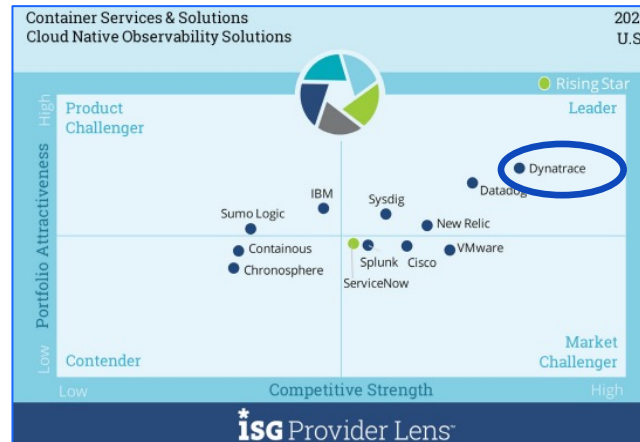 Container Services & Solutions
Cloud Native Observability Solutions
202
U.S
Rising Star
High
Product
Challenger
Leader
Dynatrace
Datadog
IBM
Sysdig
Sumo Logic
New Relic
Containous
Splunk
Cisco
VMware
Chronosphere
ServiceNow
Portfolio Attractiveness
Low
Contender
Market
Challenger
Low
Competitive Strength
High
ISG Provider Lens™